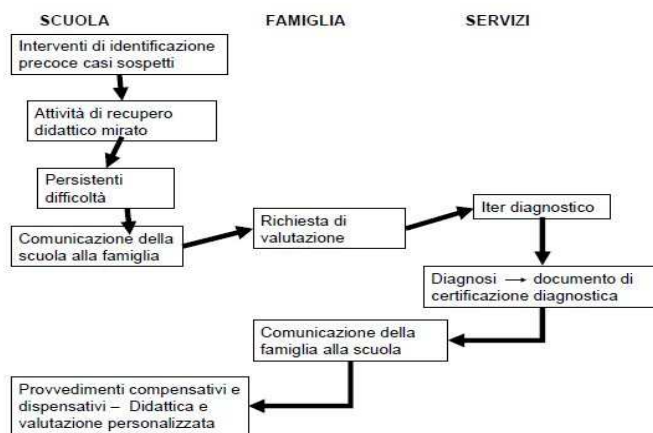 SCUOLA FAMIGLIA SERVIZI
Interventi di identificazione
precoce casi sospetti
Attività di recupero
didattico mirato
Persistenti
difficoltà
Comunicazione della
scuola alla famiglia
Richiesta di
valutazione
Iter diagnostico
Diagnosi → documento di
certificazione diagnostica
Comunicazione della
famiglia alla scuola
Provvedimenti compensativi e
dispensativi – Didattica e
valutazione personalizzata